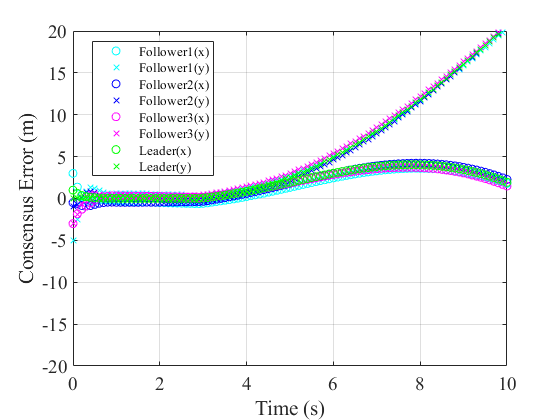 20
15
10
5
0
-5
-10
-15
-20
Consensus Error (m)
Follower1(x)
Follower1(y)
Follower2(x)
Follower2(y)
Follower3(x)
Follower3(y)
Leader(x)
Leader(y)
0 2 4 6 8 10
Time (s)